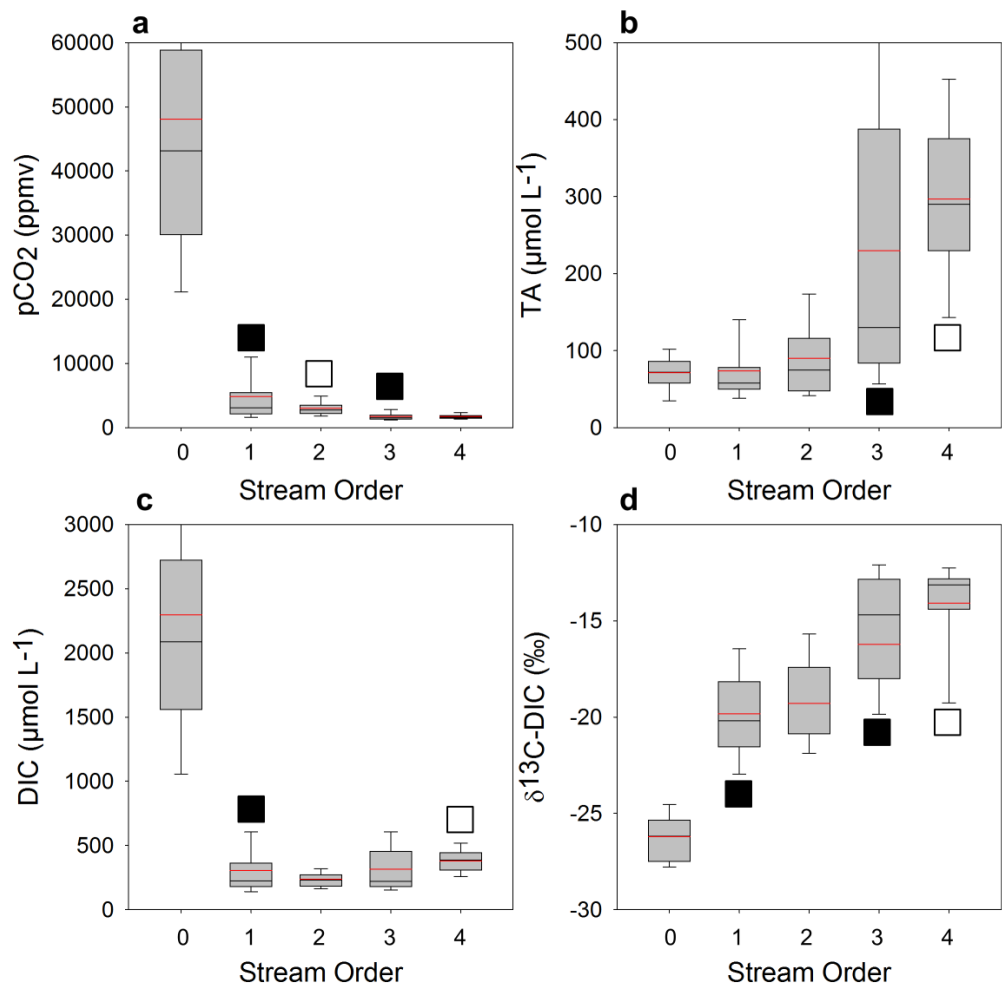 a
60000
50000
40000
30000
20000
10000
0
pCO2 (ppmv)
0 1 2 3 4
Stream Order
b
500
400
300
200
100
0
TA (µmol L-1)
0 1 2 3 4
Stream Order
c
3000
2500
2000
1500
1000
500
0
DIC (µmol L-1)
0 1 2 3 4
Stream Order
d
-10
-15
-20
-25
-30
δ13C-DIC (‰)
0 1 2 3 4
Stream Order